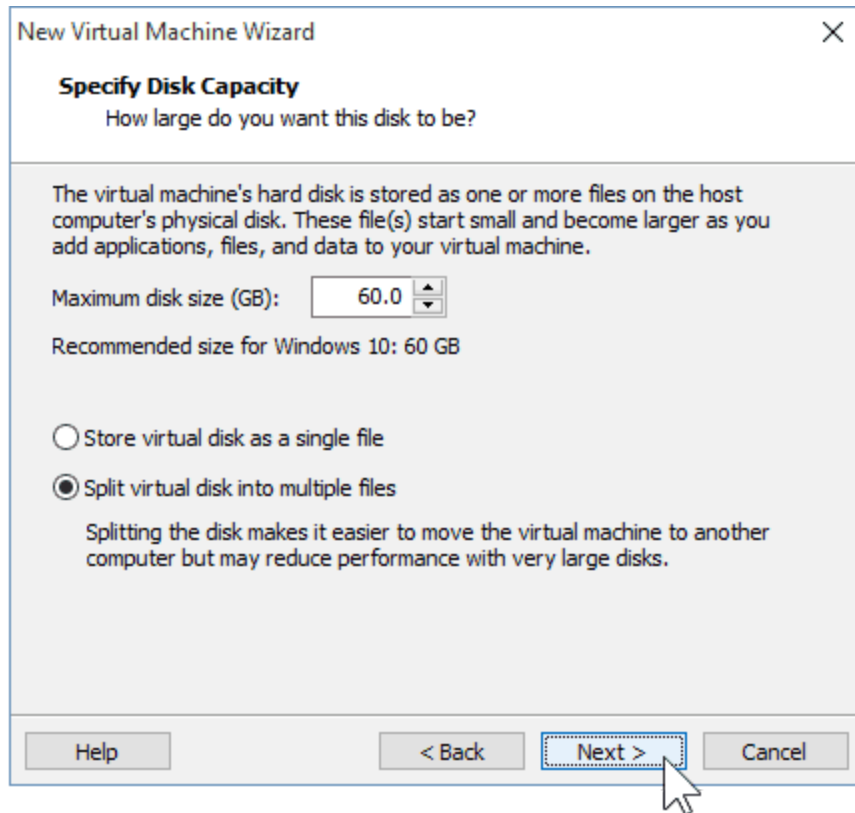 New Virtual Machine Wizard
Specify Disk Capacity
How large do you want this disk to be?
The virtual machine's hard disk is stored as one or more files on the host
computer's physical disk. These file(s) start small and become larger as you
add applications, files, and data to your virtual machine.
Maximum disk size (GB): 60.0
Recommended size for Windows 10: 60 GB
Store virtual disk as a single file
Split virtual disk into multiple files
Splitting the disk makes it easier to move the virtual machine to another
computer but may reduce performance with very large disks.
Help < Back Next > Cancel